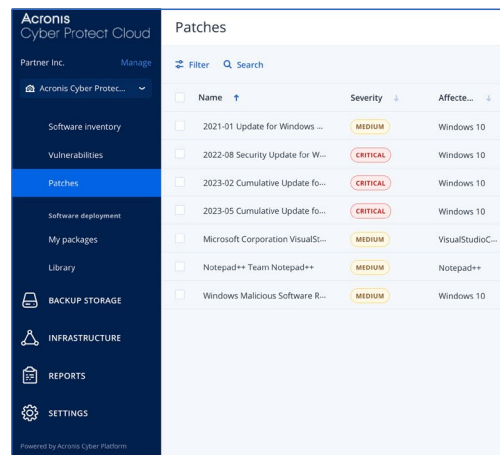 Acronis
Cyber Protect Cloud
Partner Inc. Manage
Acronis Cyber Protec...
Software inventory
Vulnerabilities
Patches
Software deployment
My packages
Library
BACKUP STORAGE
INFRASTRUCTURE
REPORTS
SETTINGS
Powered by Acronis Cyber Platform
Patches
Filter Search
Name Severity Affecte...
2021-01 Update for Windows ... MEDIUM Windows 10
2022-08 Security Update for W... CRITICAL Windows 10
2023-02 Cumulative Update fo... CRITICAL Windows 10
2023-05 Cumulative Update fo... CRITICAL Windows 10
Microsoft Corporation VisualSt... MEDIUM VisualStudioC...
Notepad++ Team Notepad++ MEDIUM Notepad++
Windows Malicious Software R... MEDIUM Windows 10